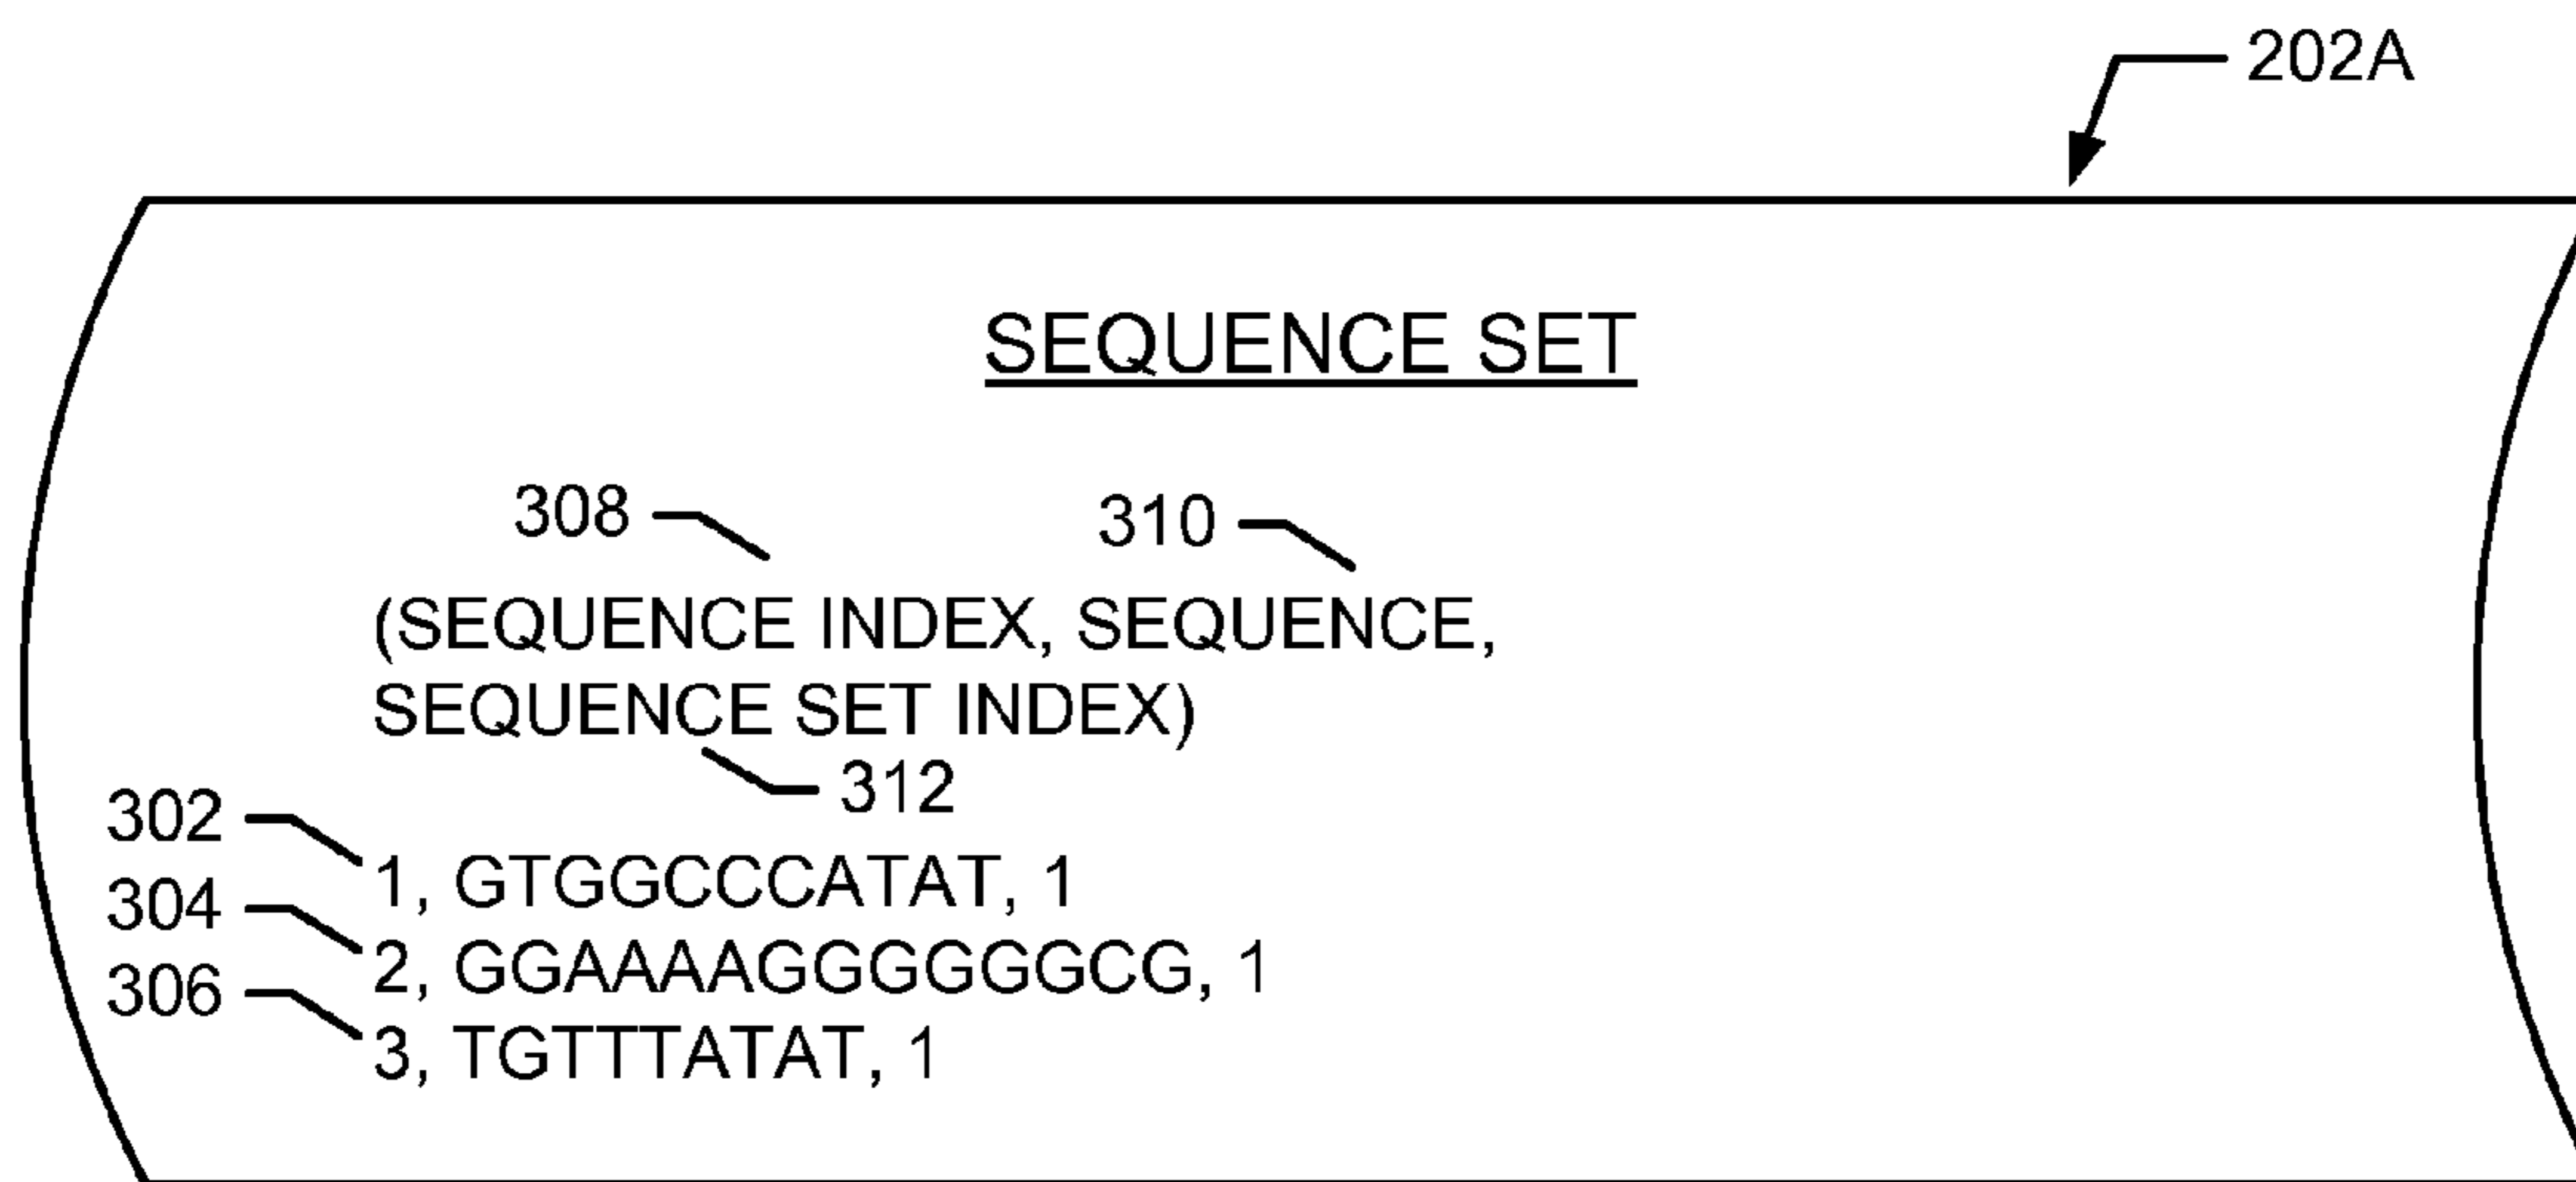 202A
SEQUENCE SET
308 310
(SEQUENCE INDEX, SEQUENCE,
SEQUENCE SET INDEX)
312
302
1, GTGGCCCATAT, 1
304
2, GGAAAAGGGGGGCG, 1
306
3, TGTTTATAT, 1